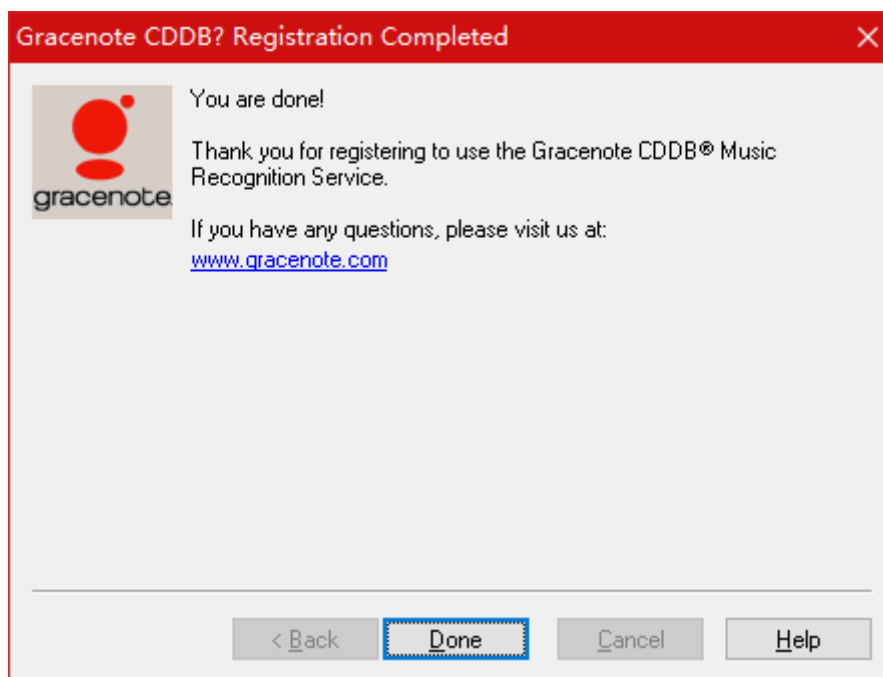 Gracenote CDDB? Registration Completed
You are done!
Thank you for registering to use the Gracenote CDDB® Music
Recognition Service.
gracenote
If you have any questions, please visit us at:
www.gracenote.com
< Back
Done
Cancel
Help